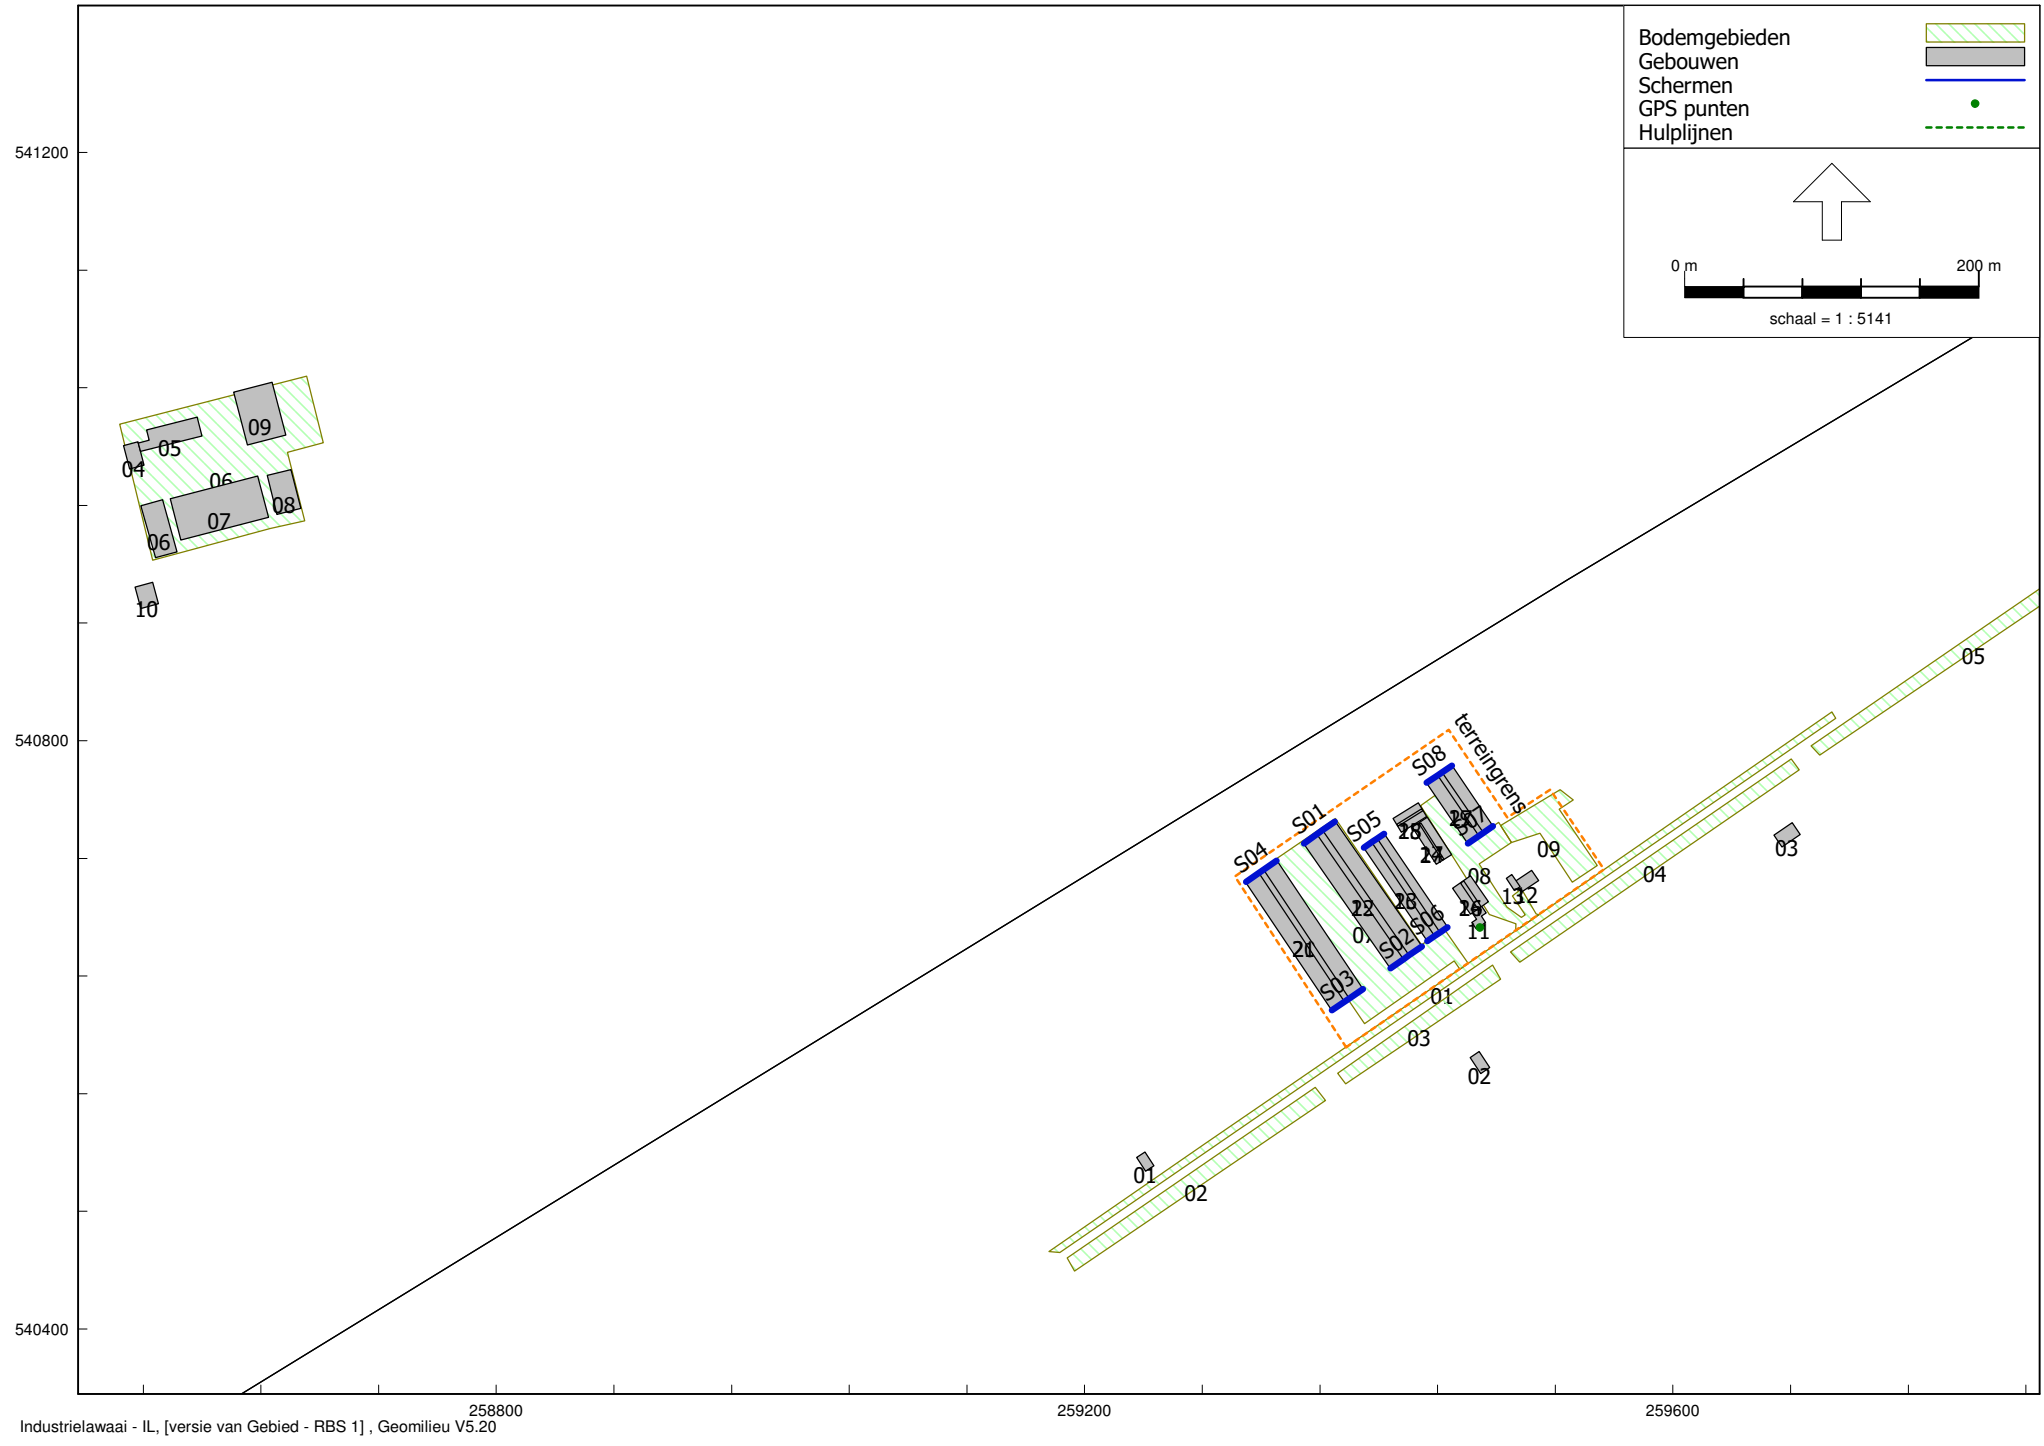 Bodemgebieden
Gebouwen
Schermen
GPS punten
Hulplijnen
0 m
200 m
schaal = 1 : 5141
541200
540800
540400
09
05
04
06
08
07
06
10
05
terreingrens
S08
S01
S05
S04
03
09
04
08
12
S06
S02
11
S03
01
03
02
01
02
258800
259200
259600
Industrielawaai - IL, [versie van Gebied - RBS 1] , Geomilieu V5.20